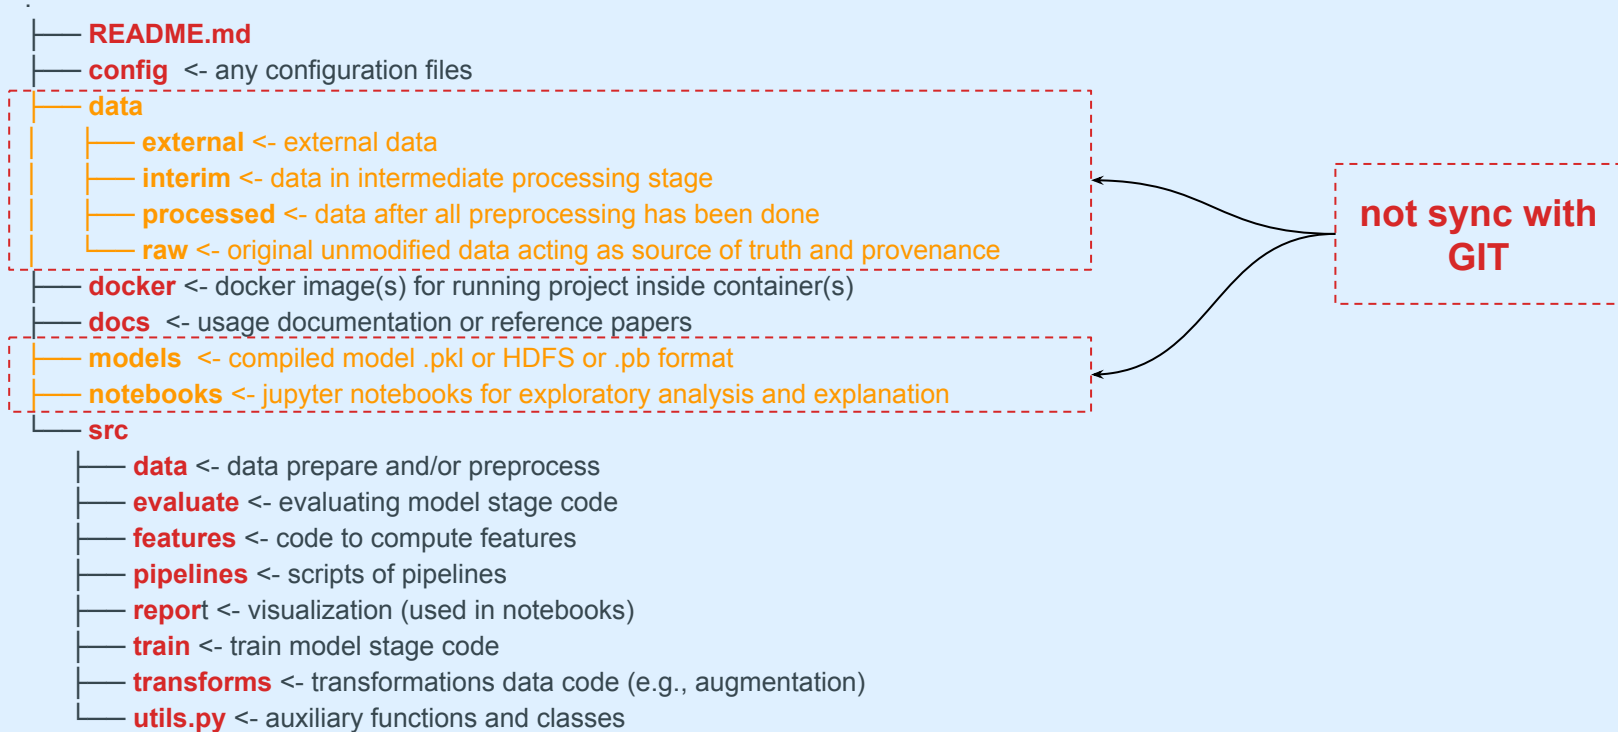 .
├── README.md
├── config <- any configuration files
├── data
│ ├── external <- external data
│ ├── interim <- data in intermediate processing stage
│ ├── processed <- data after all preprocessing has been done
│ └── raw <- original unmodified data acting as source of truth and provenance
├── docker <- docker image(s) for running project inside container(s)
├── docs <- usage documentation or reference papers
├── models <- compiled model .pkl or HDFS or .pb format
├── notebooks <- jupyter notebooks for exploratory analysis and explanation
└── src
├── data <- data prepare and/or preprocess
├── evaluate <- evaluating model stage code
├── features <- code to compute features
├── pipelines <- scripts of pipelines
├── report <- visualization (used in notebooks)
├── train <- train model stage code
├── transforms <- transformations data code (e.g., augmentation)
└── utils.py <- auxiliary functions and classes
not sync with
GIT